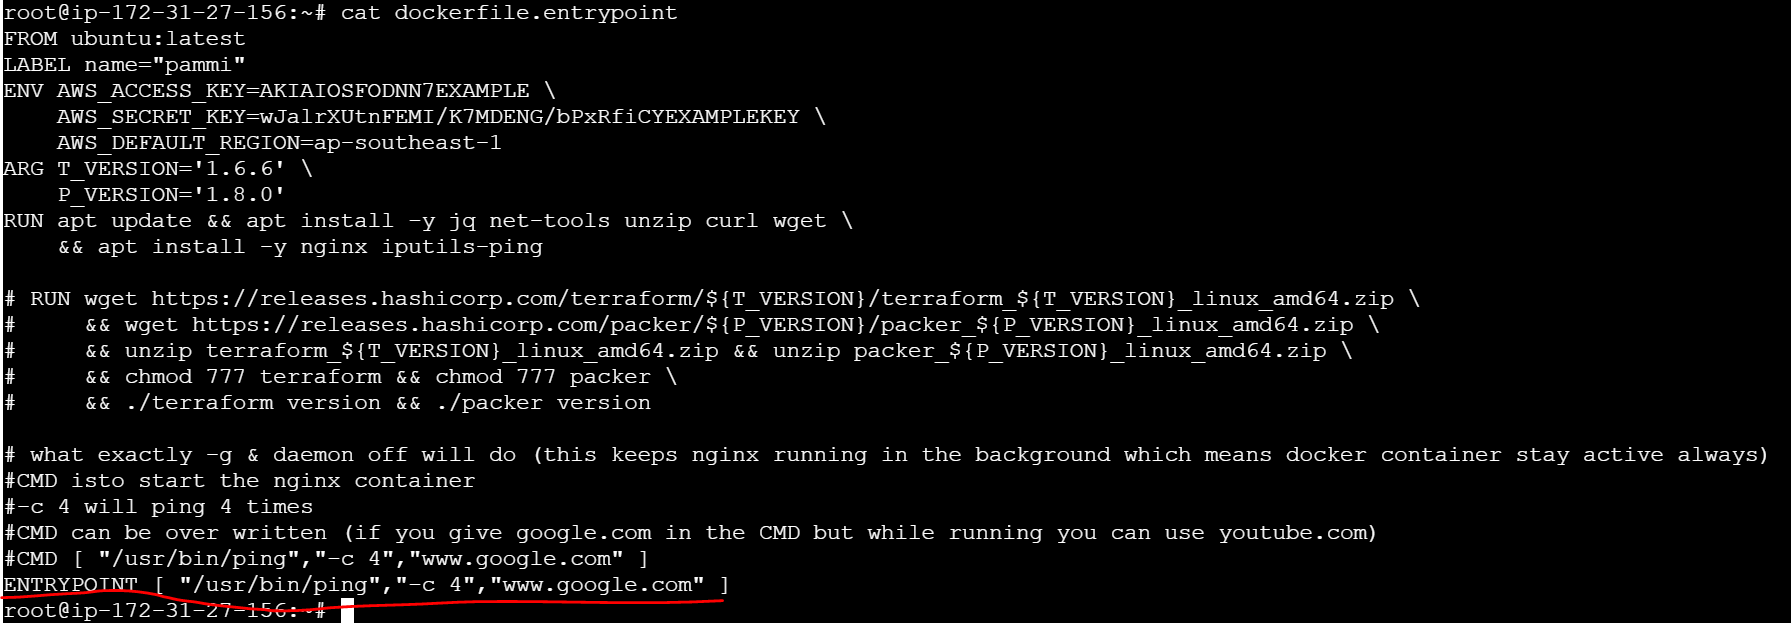 root@ip-172-31-27-156:~# cat dockerfile.entrypoint
FROM ubuntu:latest
LABEL name="pammi"
ENV AWS_ACCESS_KEY=AKIAIOSFODNN7EXAMPLE \
    AWS_SECRET_KEY=wJalrXUtnFEMI/K7MDENG/bPxRfiCYEXAMPLEKEY \
    AWS_DEFAULT_REGION=ap-southeast-1
ARG T_VERSION='1.6.6' \
    P_VERSION='1.8.0'
RUN apt update && apt install -y jq net-tools unzip curl wget \
    && apt install -y nginx iputils-ping

# RUN wget https://releases.hashicorp.com/terraform/${T_VERSION}/terraform_${T_VERSION}_linux_amd64.zip \
#     && wget https://releases.hashicorp.com/packer/${P_VERSION}/packer_${P_VERSION}_linux_amd64.zip \
#     && unzip terraform_${T_VERSION}_linux_amd64.zip && unzip packer_${P_VERSION}_linux_amd64.zip \
#     && chmod 777 terraform && chmod 777 packer \
#     && ./terraform version && ./packer version

# what exactly -g & daemon off will do (this keeps nginx running in the background which means docker container stay active always)
#CMD isto start the nginx container
#-c 4 will ping 4 times
#CMD can be over written (if you give google.com in the CMD but while running you can use youtube.com)
#CMD [ "/usr/bin/ping","-c 4","www.google.com" ]
ENTRYPOINT [ "/usr/bin/ping","-c 4","www.google.com" ]
root@ip-172-31-27-156:~#